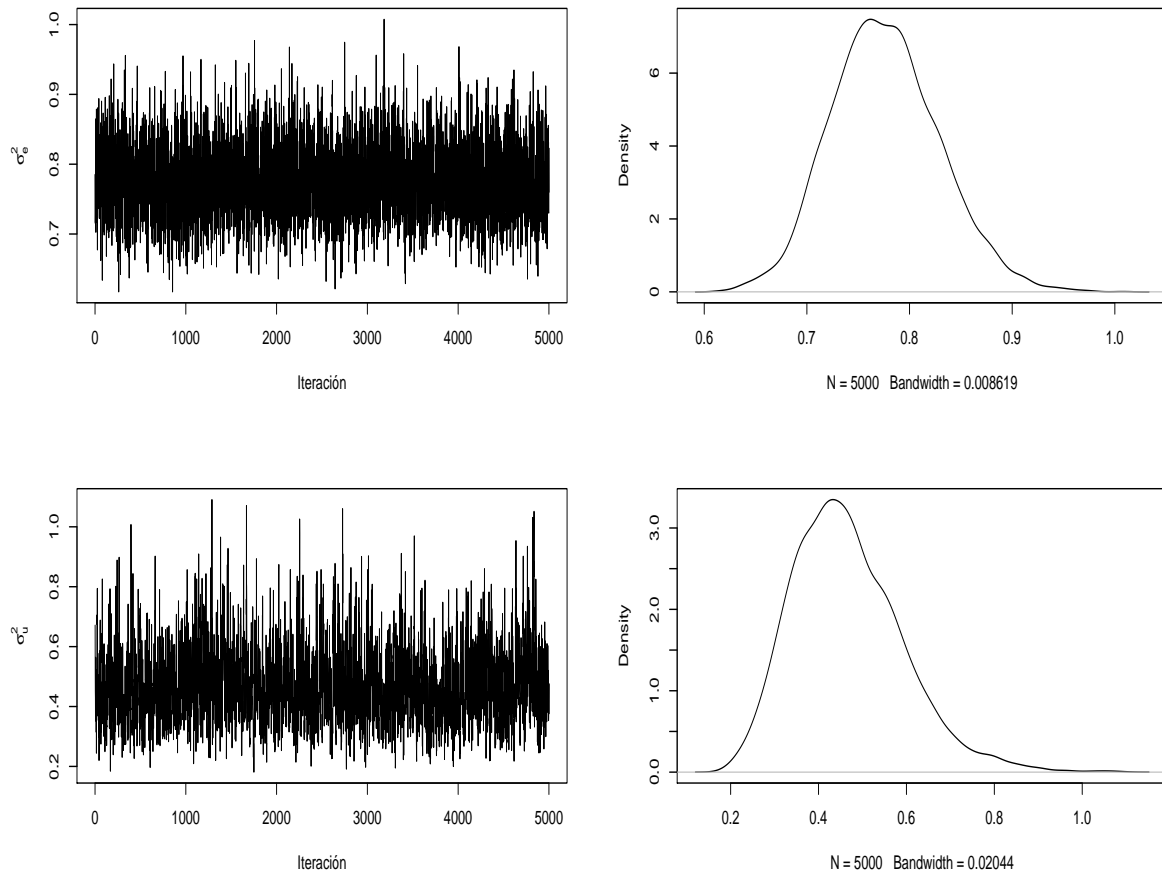 σ²e
1.0
0.9
0.8
0.7
0 1000 2000 3000 4000 5000
Iteración
Density
6
4
2
0
0.6 0.7 0.8 0.9 1.0
N = 5000 Bandwidth = 0.008619
σ²u
1.0
0.8
0.6
0.4
0.2
0 1000 2000 3000 4000 5000
Iteración
Density
3.0
2.0
1.0
0.0
0.2 0.4 0.6 0.8 1.0
N = 5000 Bandwidth = 0.02044